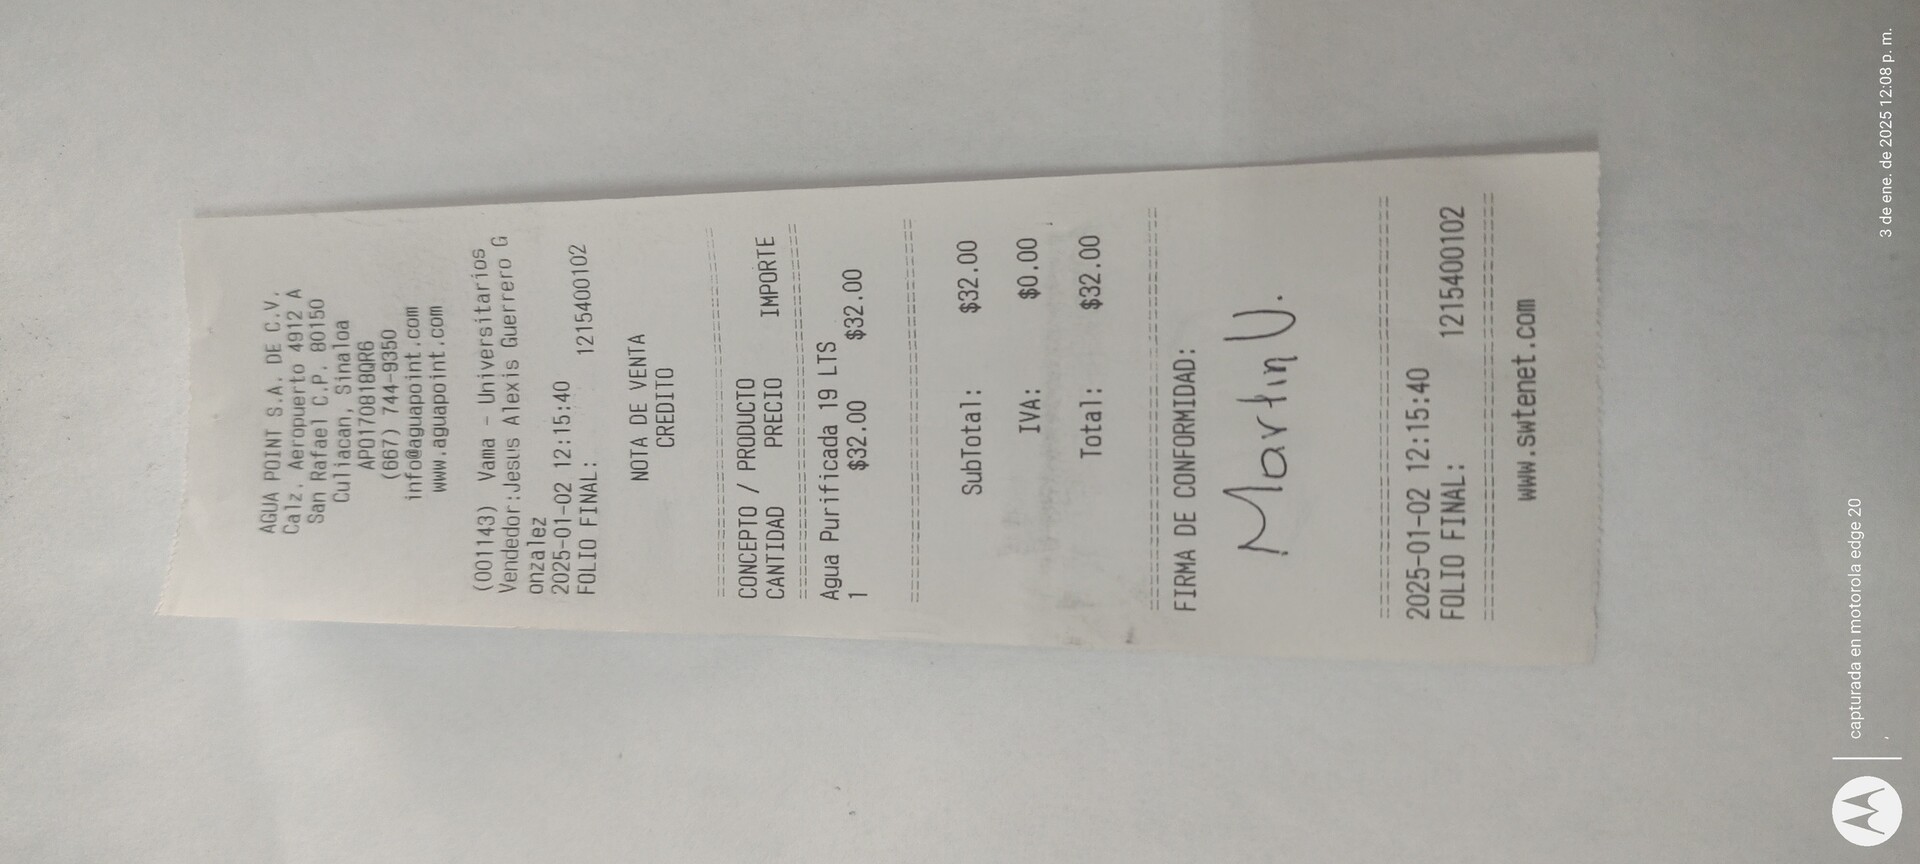 AGUA POINT S.A. DE C.V.
Calz. Aeropuerto 4912 A
San Rafael C.P. 80150
Culiacan, Sinaloa
APO170818QR6
(667) 744-9350
info@aguapoint.com
www.aguapoint.com
(001143) Vama - Universitarios
Vendedor:Jesus Alexis Guerrero G
onzalez
2025-01-02 12:15:40
FOLIO FINAL: 1215400102
NOTA DE VENTA
CREDITO
CONCEPTO / PRODUCTO
CANTIDAD PRECIO IMPORTE
Agua Purificada 19 LTS
1 $32.00 $32.00
SubTotal: $32.00
IVA: $0.00
Total: $32.00
FIRMA DE CONFORMIDAD:
Martin U.
2025-01-02 12:15:40
FOLIO FINAL: 1215400102
www.swtenet.com
capturada en motorola edge 20
3 de ene. de 2025 12:08 p. m.